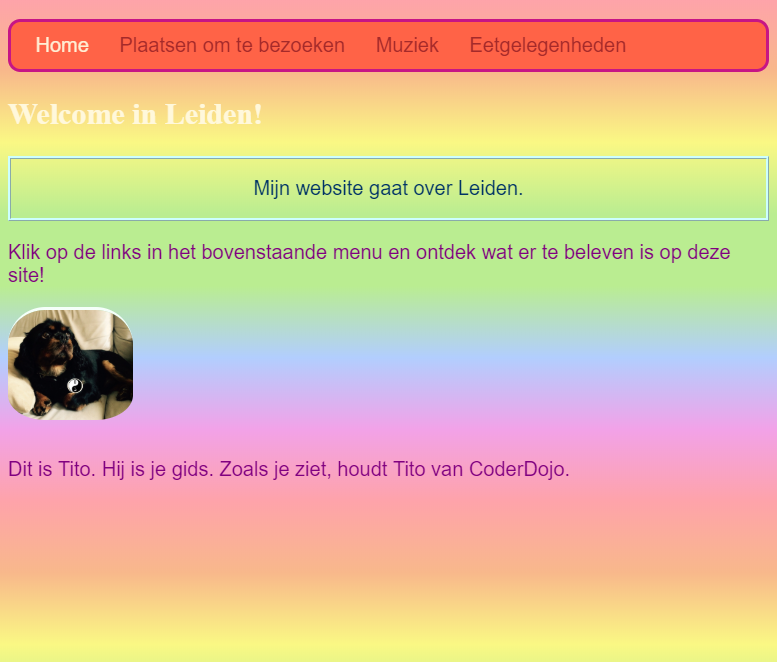 Home Plaatsen om te bezoeken Muziek Eetgelegenheden
Welcome in Leiden!
Mijn website gaat over Leiden.
Klik op de links in het bovenstaande menu en ontdek wat er te beleven is op deze
site!
Dit is Tito. Hij is je gids. Zoals je ziet, houdt Tito van CoderDojo.